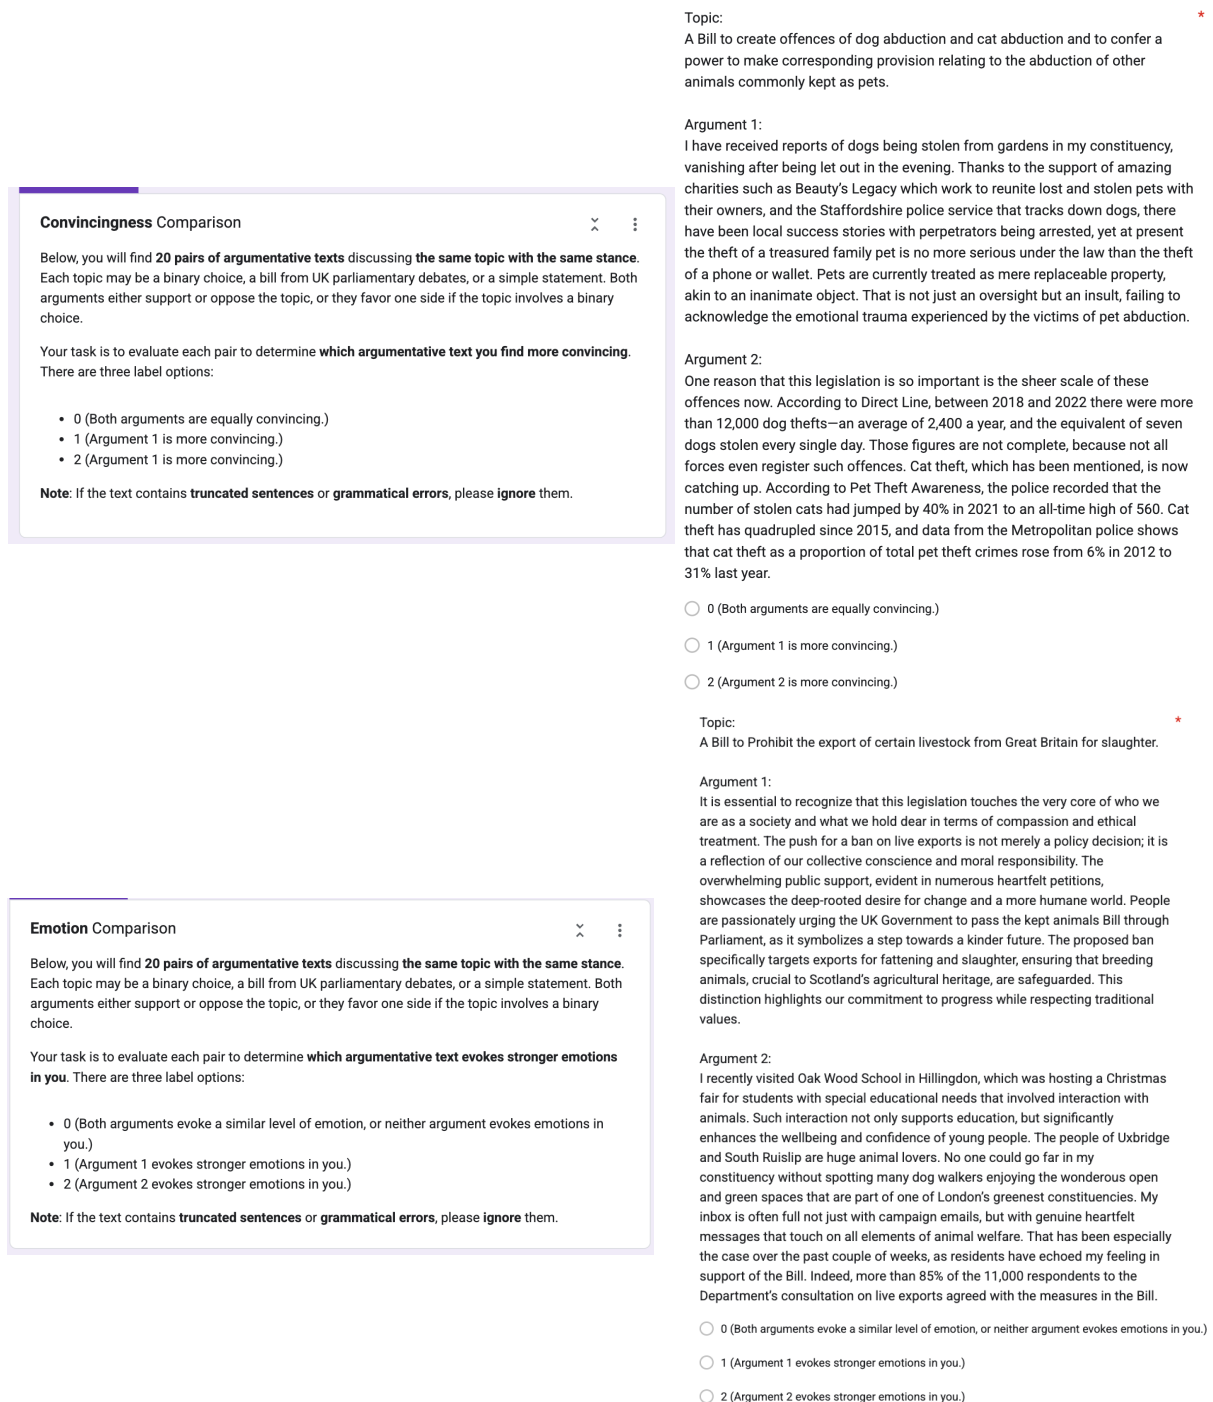 Convincingness Comparison
Below, you will find 20 pairs of argumentative texts discussing the same topic with the same stance.
Each topic may be a binary choice, a bill from UK parliamentary debates, or a simple statement. Both
arguments either support or oppose the topic, or they favor one side if the topic involves a binary
choice.
Your task is to evaluate each pair to determine which argumentative text you find more convincing.
There are three label options:
• 0 (Both arguments are equally convincing.)
• 1 (Argument 1 is more convincing.)
• 2 (Argument 1 is more convincing.)
Note: If the text contains truncated sentences or grammatical errors, please ignore them.
Topic: *
A Bill to create offences of dog abduction and cat abduction and to confer a
power to make corresponding provision relating to the abduction of other
animals commonly kept as pets.
Argument 1:
I have received reports of dogs being stolen from gardens in my constituency,
vanishing after being let out in the evening. Thanks to the support of amazing
charities such as Beauty’s Legacy which work to reunite lost and stolen pets with
their owners, and the Staffordshire police service that tracks down dogs, there
have been local success stories with perpetrators being arrested, yet at present
the theft of a treasured family pet is no more serious under the law than the theft
of a phone or wallet. Pets are currently treated as mere replaceable property,
akin to an inanimate object. That is not just an oversight but an insult, failing to
acknowledge the emotional trauma experienced by the victims of pet abduction.
Argument 2:
One reason that this legislation is so important is the sheer scale of these
offences now. According to Direct Line, between 2018 and 2022 there were more
than 12,000 dog thefts—an average of 2,400 a year, and the equivalent of seven
dogs stolen every single day. Those figures are not complete, because not all
forces even register such offences. Cat theft, which has been mentioned, is now
catching up. According to Pet Theft Awareness, the police recorded that the
number of stolen cats had jumped by 40% in 2021 to an all-time high of 560. Cat
theft has quadrupled since 2015, and data from the Metropolitan police shows
that cat theft as a proportion of total pet theft crimes rose from 6% in 2012 to
31% last year.
0 (Both arguments are equally convincing.)
1 (Argument 1 is more convincing.)
2 (Argument 2 is more convincing.)
Emotion Comparison
Below, you will find 20 pairs of argumentative texts discussing the same topic with the same stance.
Each topic may be a binary choice, a bill from UK parliamentary debates, or a simple statement. Both
arguments either support or oppose the topic, or they favor one side if the topic involves a binary
choice.
Your task is to evaluate each pair to determine which argumentative text evokes stronger emotions
in you. There are three label options:
• 0 (Both arguments evoke a similar level of emotion, or neither argument evokes emotions in
you.)
• 1 (Argument 1 evokes stronger emotions in you.)
• 2 (Argument 2 evokes stronger emotions in you.)
Note: If the text contains truncated sentences or grammatical errors, please ignore them.
Topic: *
A Bill to Prohibit the export of certain livestock from Great Britain for slaughter.
Argument 1:
It is essential to recognize that this legislation touches the very core of who we
are as a society and what we hold dear in terms of compassion and ethical
treatment. The push for a ban on live exports is not merely a policy decision; it is
a reflection of our collective conscience and moral responsibility. The
overwhelming public support, evident in numerous heartfelt petitions,
showcases the deep-rooted desire for change and a more humane world. People
are passionately urging the UK Government to pass the kept animals Bill through
Parliament, as it symbolizes a step towards a kinder future. The proposed ban
specifically targets exports for fattening and slaughter, ensuring that breeding
animals, crucial to Scotland’s agricultural heritage, are safeguarded. This
distinction highlights our commitment to progress while respecting traditional
values.
Argument 2:
I recently visited Oak Wood School in Hillingdon, which was hosting a Christmas
fair for students with special educational needs that involved interaction with
animals. Such interaction not only supports education, but significantly
enhances the wellbeing and confidence of young people. The people of Uxbridge
and South Ruislip are huge animal lovers. No one could go far in my
constituency without spotting many dog walkers enjoying the wonderous open
and green spaces that are part of one of London’s greenest constituencies. My
inbox is often full not just with campaign emails, but with genuine heartfelt
messages that touch on all elements of animal welfare. That has been especially
the case over the past couple of weeks, as residents have echoed my feeling in
support of the Bill. Indeed, more than 85% of the 11,000 respondents to the
Department’s consultation on live exports agreed with the measures in the Bill.
0 (Both arguments evoke a similar level of emotion, or neither argument evokes emotions in you.)
1 (Argument 1 evokes stronger emotions in you.)
2 (Argument 2 evokes stronger emotions in you.)